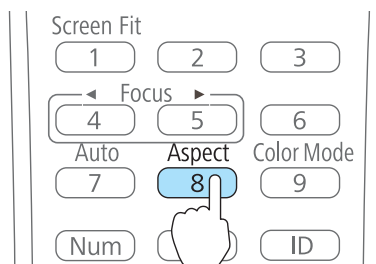 Screen Fit
1 2 3
◄ Focus ►
4 5 6
Auto Aspect Color Mode
7 8 9
Num ID